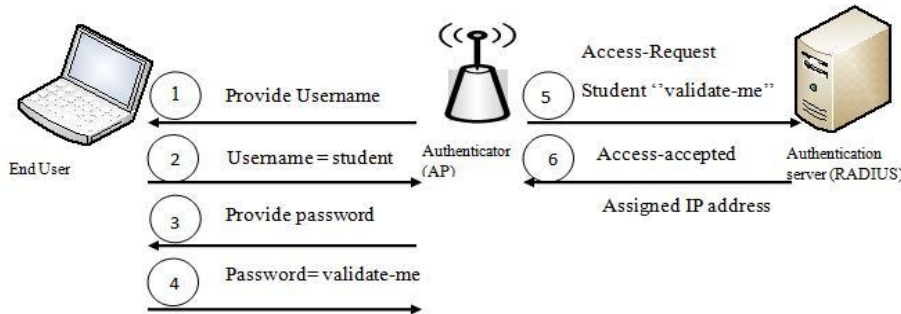 Access-Request
1 Provide Username
5 Student ‘’validate-me”
2 Username = student
Authenticator
(AP)
6 Access-accepted
Authentication
server (RADIUS)
End User
Assigned IP address
3 Provide password
4 Password= validate-me